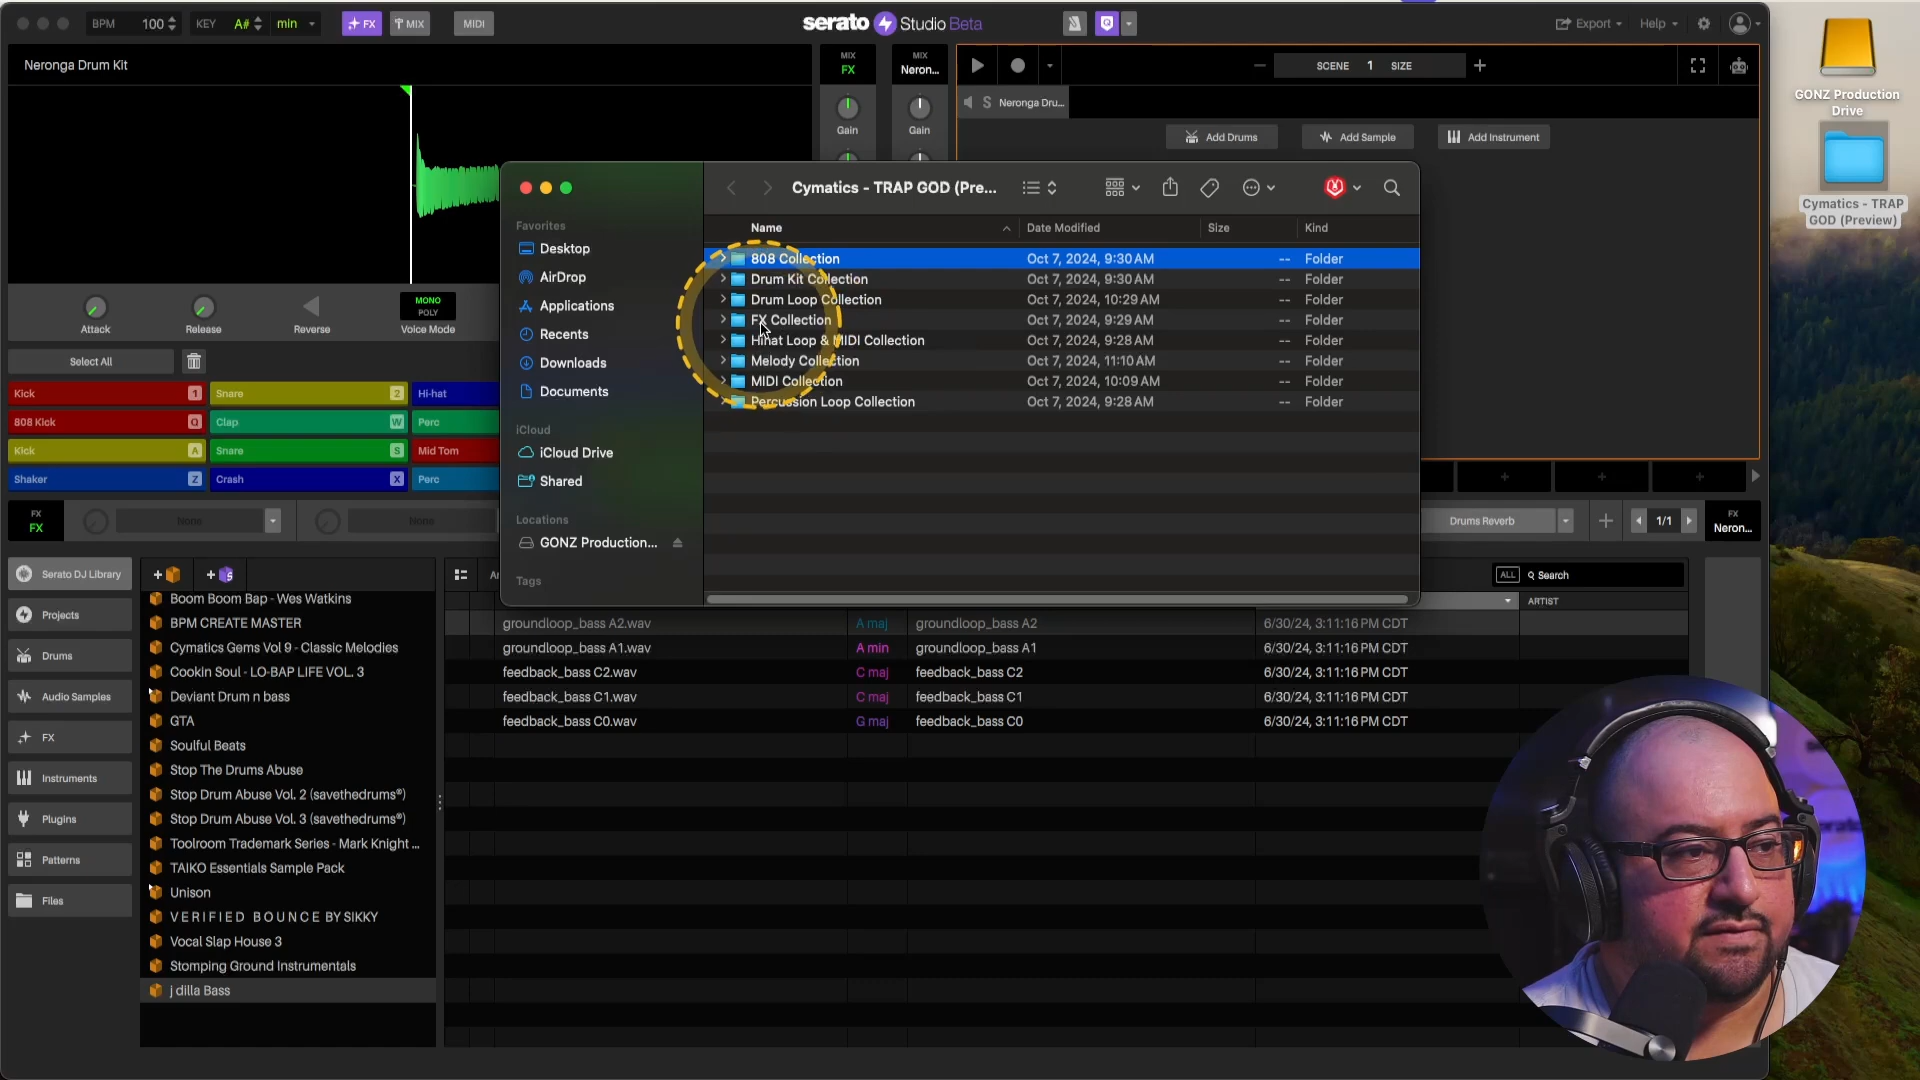 BPM 100 KEY A# min FX MIX MIDI
serato Studio Beta
Export Help
Neronga Drum Kit
MIX FX
MIX Neron...
SCENE 1 SIZE
Gain Gain
S Neronga Dru...
Add Drums Add Sample Add Instrument
GONZ Production Drive
Cymatics - TRAP GOD (Preview)
Cymatics - TRAP GOD (Pre...
Favorites
Desktop
AirDrop
Applications
Recents
Downloads
Documents
iCloud
iCloud Drive
Shared
Locations
GONZ Production...
Tags
Name Date Modified Size Kind
808 Collection Oct 7, 2024, 9:30 AM -- Folder
Drum Kit Collection Oct 7, 2024, 9:30 AM -- Folder
Drum Loop Collection Oct 7, 2024, 10:29 AM -- Folder
FX Collection Oct 7, 2024, 9:29 AM -- Folder
Hihat Loop & MIDI Collection Oct 7, 2024, 9:28 AM -- Folder
Melody Collection Oct 7, 2024, 11:10 AM -- Folder
MIDI Collection Oct 7, 2024, 10:09 AM -- Folder
Percussion Loop Collection Oct 7, 2024, 9:28 AM -- Folder
Attack Release Reverse
MONO
POLY
Voice Mode
Select All
Kick 1 Snare 2 Hi-hat
808 Kick Q Clap W Perc
Kick A Snare S Mid Tom
Shaker Z Crash X Perc
FX FX None None
Drums Reverb 1/1 FX Neron...
Serato DJ Library
Projects
Drums
Audio Samples
FX
Instruments
Plugins
Patterns
Files
Boom Boom Bap - Wes Watkins
BPM CREATE MASTER
Cymatics Gems Vol 9 - Classic Melodies
Cookin Soul - LO-BAP LIFE VOL. 3
Deviant Drum n bass
GTA
Soulful Beats
Stop The Drums Abuse
Stop Drum Abuse Vol. 2 (savethedrums®)
Stop Drum Abuse Vol. 3 (savethedrums®)
Toolroom Trademark Series - Mark Knight ...
TAIKO Essentials Sample Pack
Unison
V E R I F I E D B O U N C E BY SIKKY
Vocal Slap House 3
Stomping Ground Instrumentals
j dilla Bass
ALL Search
ARTIST
groundloop_bass A2.wav A maj groundloop_bass A2 6/30/24, 3:11:16 PM CDT
groundloop_bass A1.wav A min groundloop_bass A1 6/30/24, 3:11:16 PM CDT
feedback_bass C2.wav C maj feedback_bass C2 6/30/24, 3:11:16 PM CDT
feedback_bass C1.wav C maj feedback_bass C1 6/30/24, 3:11:16 PM CDT
feedback_bass C0.wav G maj feedback_bass C0 6/30/24, 3:11:16 PM CDT